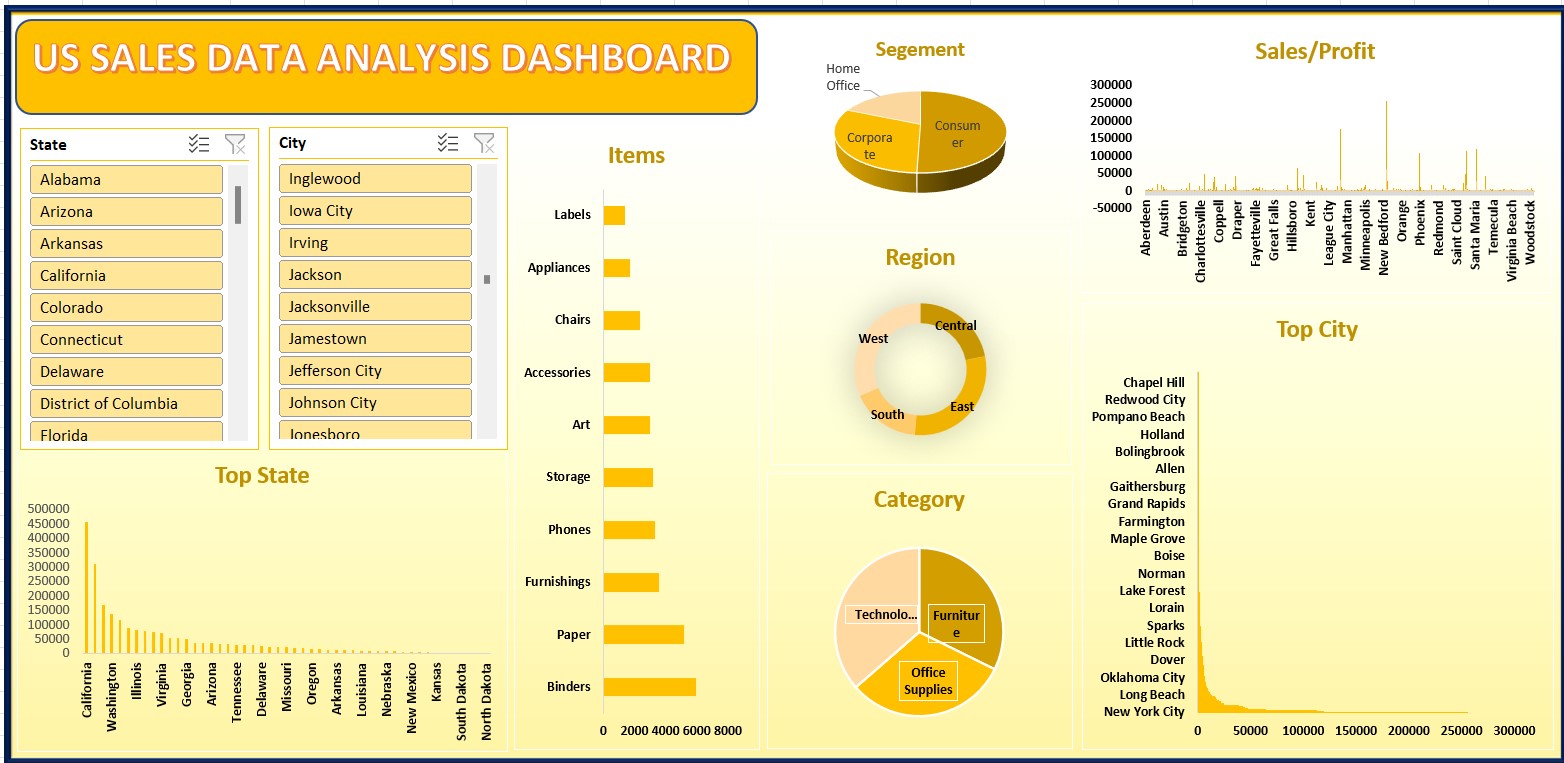 US SALES DATA ANALYSIS DASHBOARD
State
Alabama
Arizona
Arkansas
California
Colorado
Connecticut
Delaware
District of Columbia
Florida
City
Inglewood
Iowa City
Irving
Jackson
Jacksonville
Jamestown
Jefferson City
Johnson City
Jonesboro
Top State
500000
450000
400000
350000
300000
250000
200000
150000
100000
50000
0
California
Washington
Illinois
Virginia
Georgia
Arizona
Tennessee
Delaware
Missouri
Oregon
Arkansas
Louisiana
Nebraska
New Mexico
Kansas
South Dakota
North Dakota
Items
Labels
Appliances
Chairs
Accessories
Art
Storage
Phones
Furnishings
Paper
Binders
0 2000 4000 6000 8000
Segement
Home
Office
Corpora
te
Consum
er
Region
Central
West
East
South
Category
Technolo...
Furnitur
e
Office
Supplies
Sales/Profit
300000
250000
200000
150000
100000
50000
0
-50000
Aberdeen
Austin
Bridgeton
Charlottesville
Coppell
Draper
Fayetteville
Great Falls
Hillsboro
Kent
League City
Manhattan
Minneapolis
New Bedford
Orange
Phoenix
Redmond
Saint Cloud
Santa Maria
Temecula
Virginia Beach
Woodstock
Top City
Chapel Hill
Redwood City
Pompano Beach
Holland
Bolingbrook
Allen
Gaithersburg
Grand Rapids
Farmington
Maple Grove
Boise
Norman
Lake Forest
Lorain
Sparks
Little Rock
Dover
Oklahoma City
Long Beach
New York City
0 50000 100000 150000 200000 250000 300000